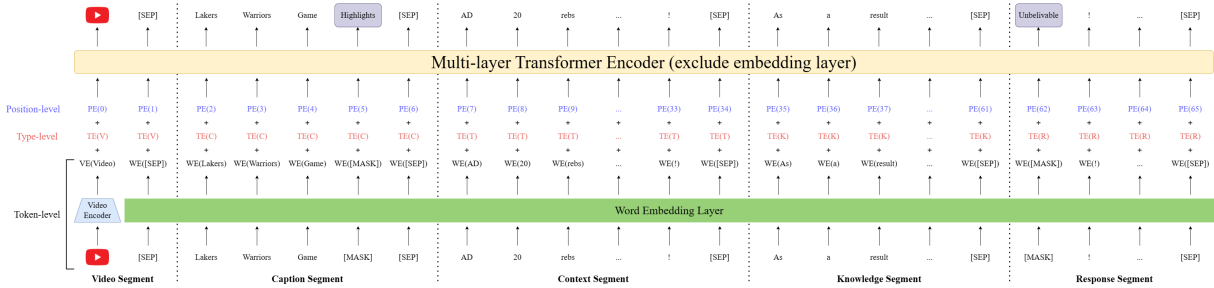 [SEP] Lakers Warriors Game Highlights [SEP] AD 20 rebs ... ! [SEP] As a result ... [SEP] Unbelivable ! ... [SEP]
Multi-layer Transformer Encoder (exclude embedding layer)
Position-level PE(0) PE(1) PE(2) PE(3) PE(4) PE(5) PE(6) PE(7) PE(8) PE(9) ... PE(33) PE(34) PE(35) PE(36) PE(37) ... PE(61) PE(62) PE(63) PE(64) PE(65)
+ + + + + + + + + + + + + + + + + + + +
Type-level TE(V) TE(V) TE(C) TE(C) TE(C) TE(C) TE(C) TE(T) TE(T) TE(T) ... TE(T) TE(T) TE(K) TE(K) TE(K) ... TE(K) TE(R) TE(R) TE(R) TE(R)
+ + + + + + + + + + + + + + + + + + + +
VE(Video) WE([SEP]) WE(Lakers) WE(Warriors) WE(Game) WE([MASK]) WE([SEP]) WE(AD) WE(20) WE(rebs) ... WE(!) WE([SEP]) WE(As) WE(a) WE(result) ... WE([SEP]) WE([MASK]) WE(!) ... WE([SEP])
Token-level
Video
Encoder
Word Embedding Layer
[SEP] Lakers Warriors Game [MASK] [SEP] AD 20 rebs ... ! [SEP] As a result ... [SEP] [MASK] ! ... [SEP]
Video Segment Caption Segment Context Segment Knowledge Segment Response Segment